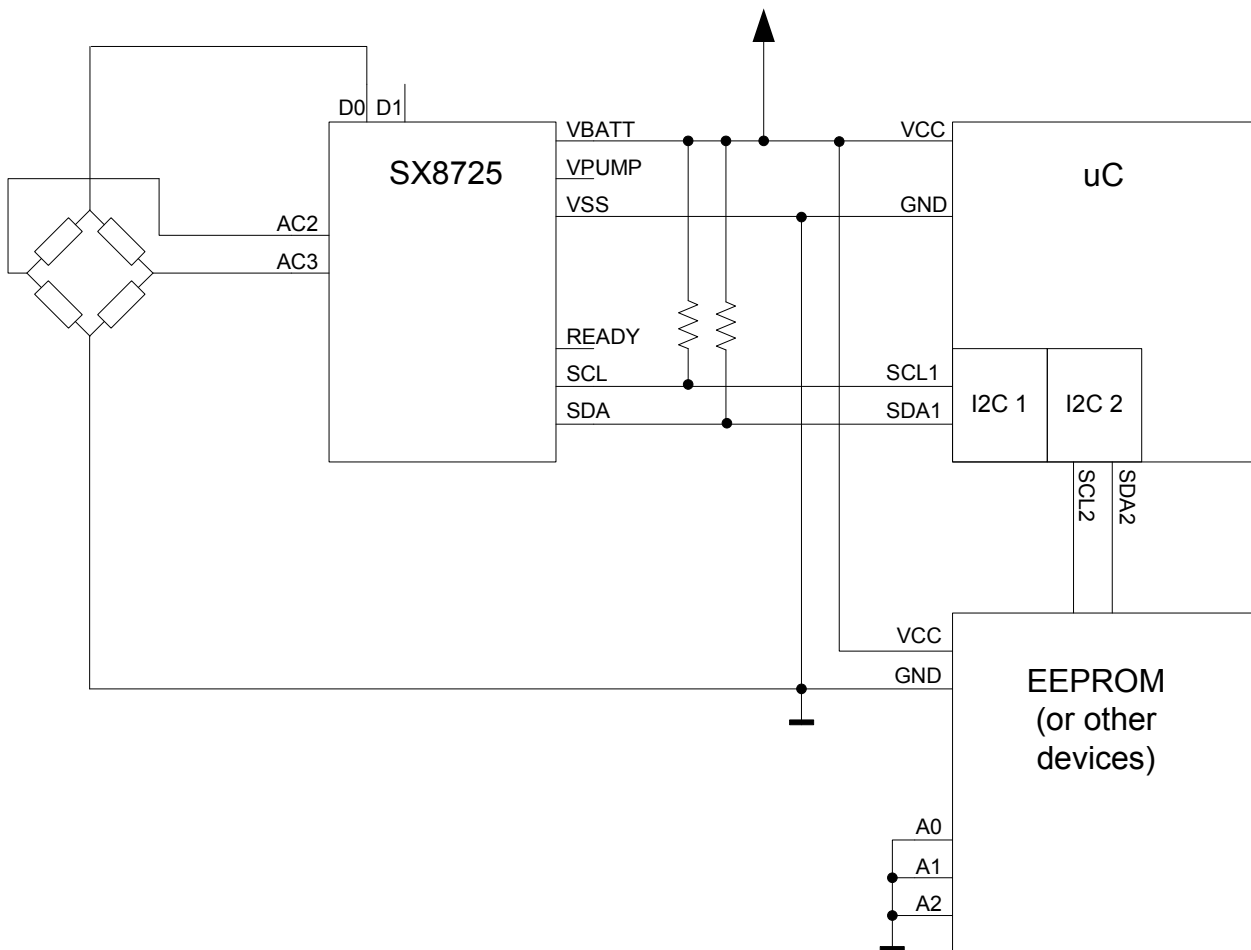 D0 D1
SX8725
VBATT
VPUMP
VSS
AC2
AC3
READY
SCL
SDA
VCC
GND
uC
SCL1
SDA1
I2C 1
I2C 2
SCL2
SDA2
VCC
GND
EEPROM
(or other
devices)
A0
A1
A2